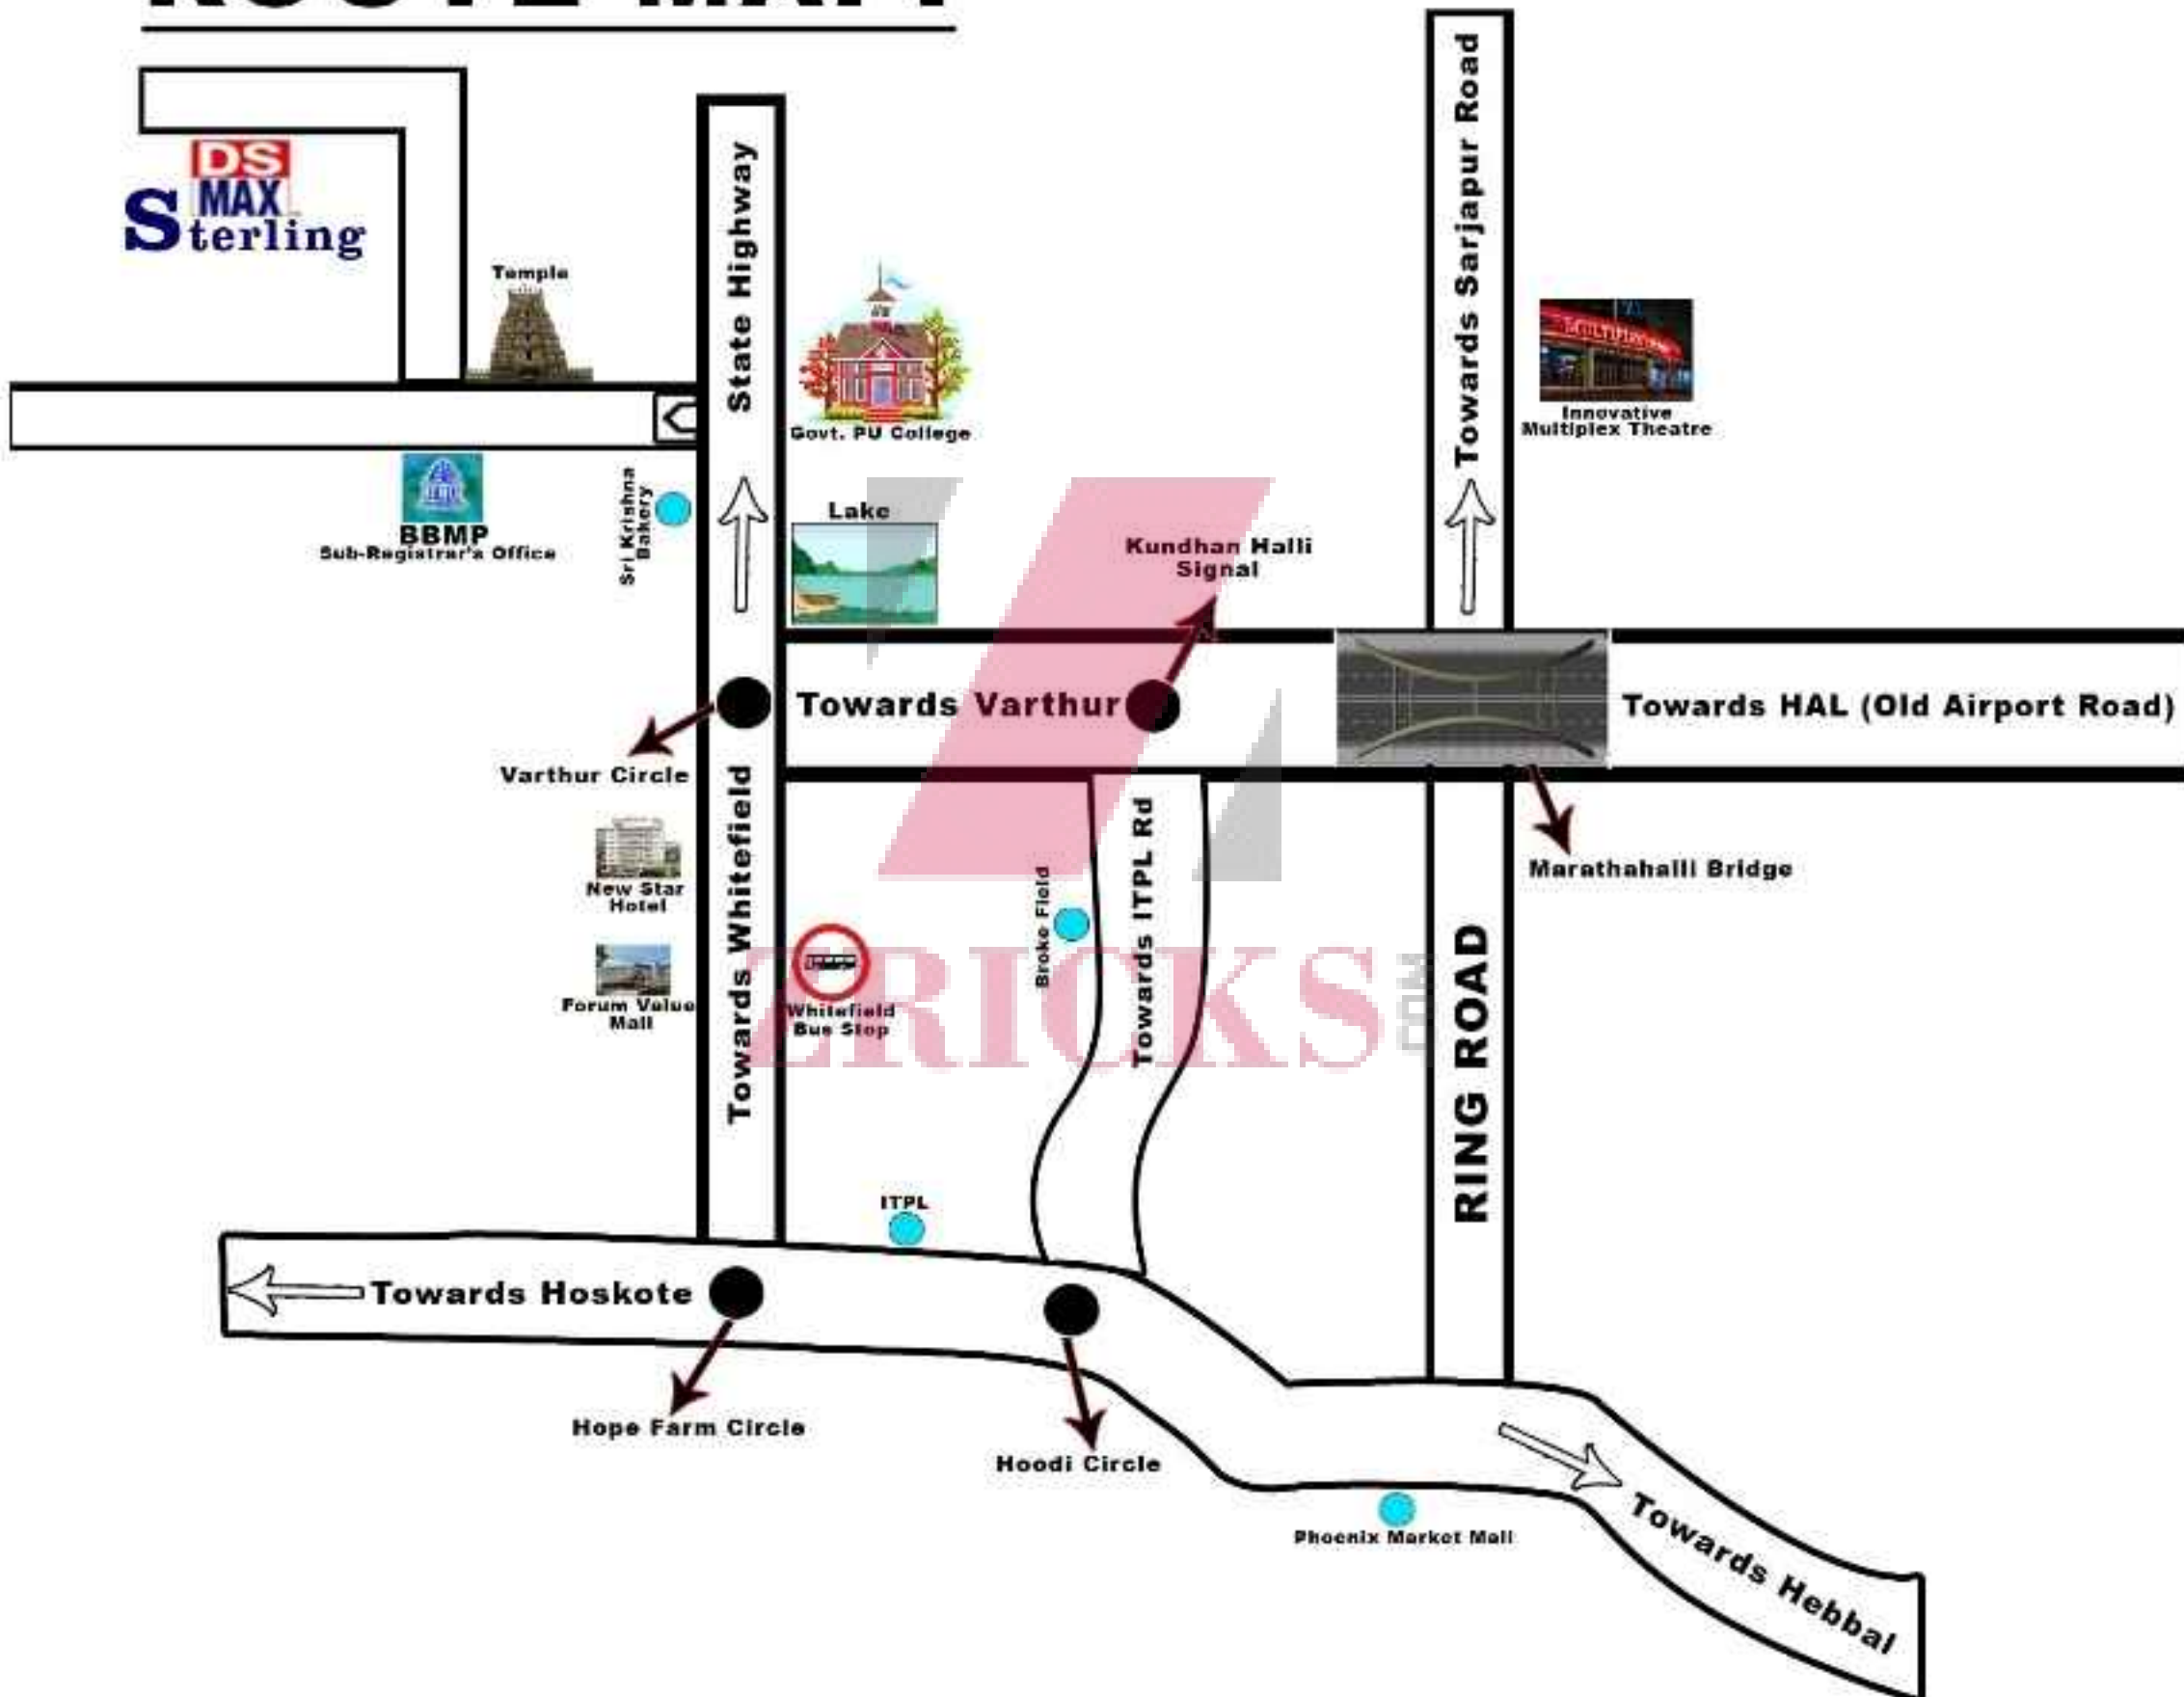 DS
MAX
Sterling
Temple
State Highway
Govt. PU College
Towards Sarjapur Road
Innovative
Multiplex Theatre
BBMP
Sub-Registrar's Office
Sri Krishna
Bakery
Lake
Kundhan Halli
Signal
Towards Varthur
Towards HAL (Old Airport Road)
Varthur Circle
Marathahalli Bridge
New Star
Hotel
Forum Value
Mall
Towards Whitefield
Whitefield
Bus Stop
Broke Field
Towards ITPL Rd
RING ROAD
ZRICKS
.COM
ITPL
Towards Hoskote
Hope Farm Circle
Hoodi Circle
Phoenix Market Mall
Towards Hebbal